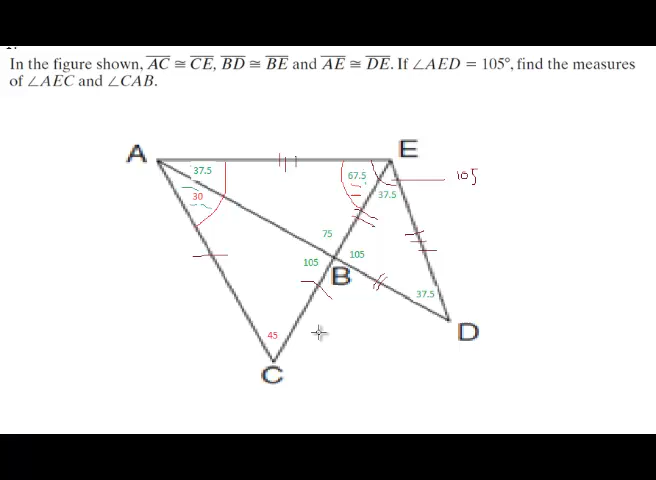 In the figure shown, AC ≅ CE, BD ≅ BE and AE ≅ DE. If ∠AED = 105°, find the measures
of ∠AEC and ∠CAB.
A
E
37.5
67.5
105
30
37.5
75
105
105
B
37.5
D
45
C